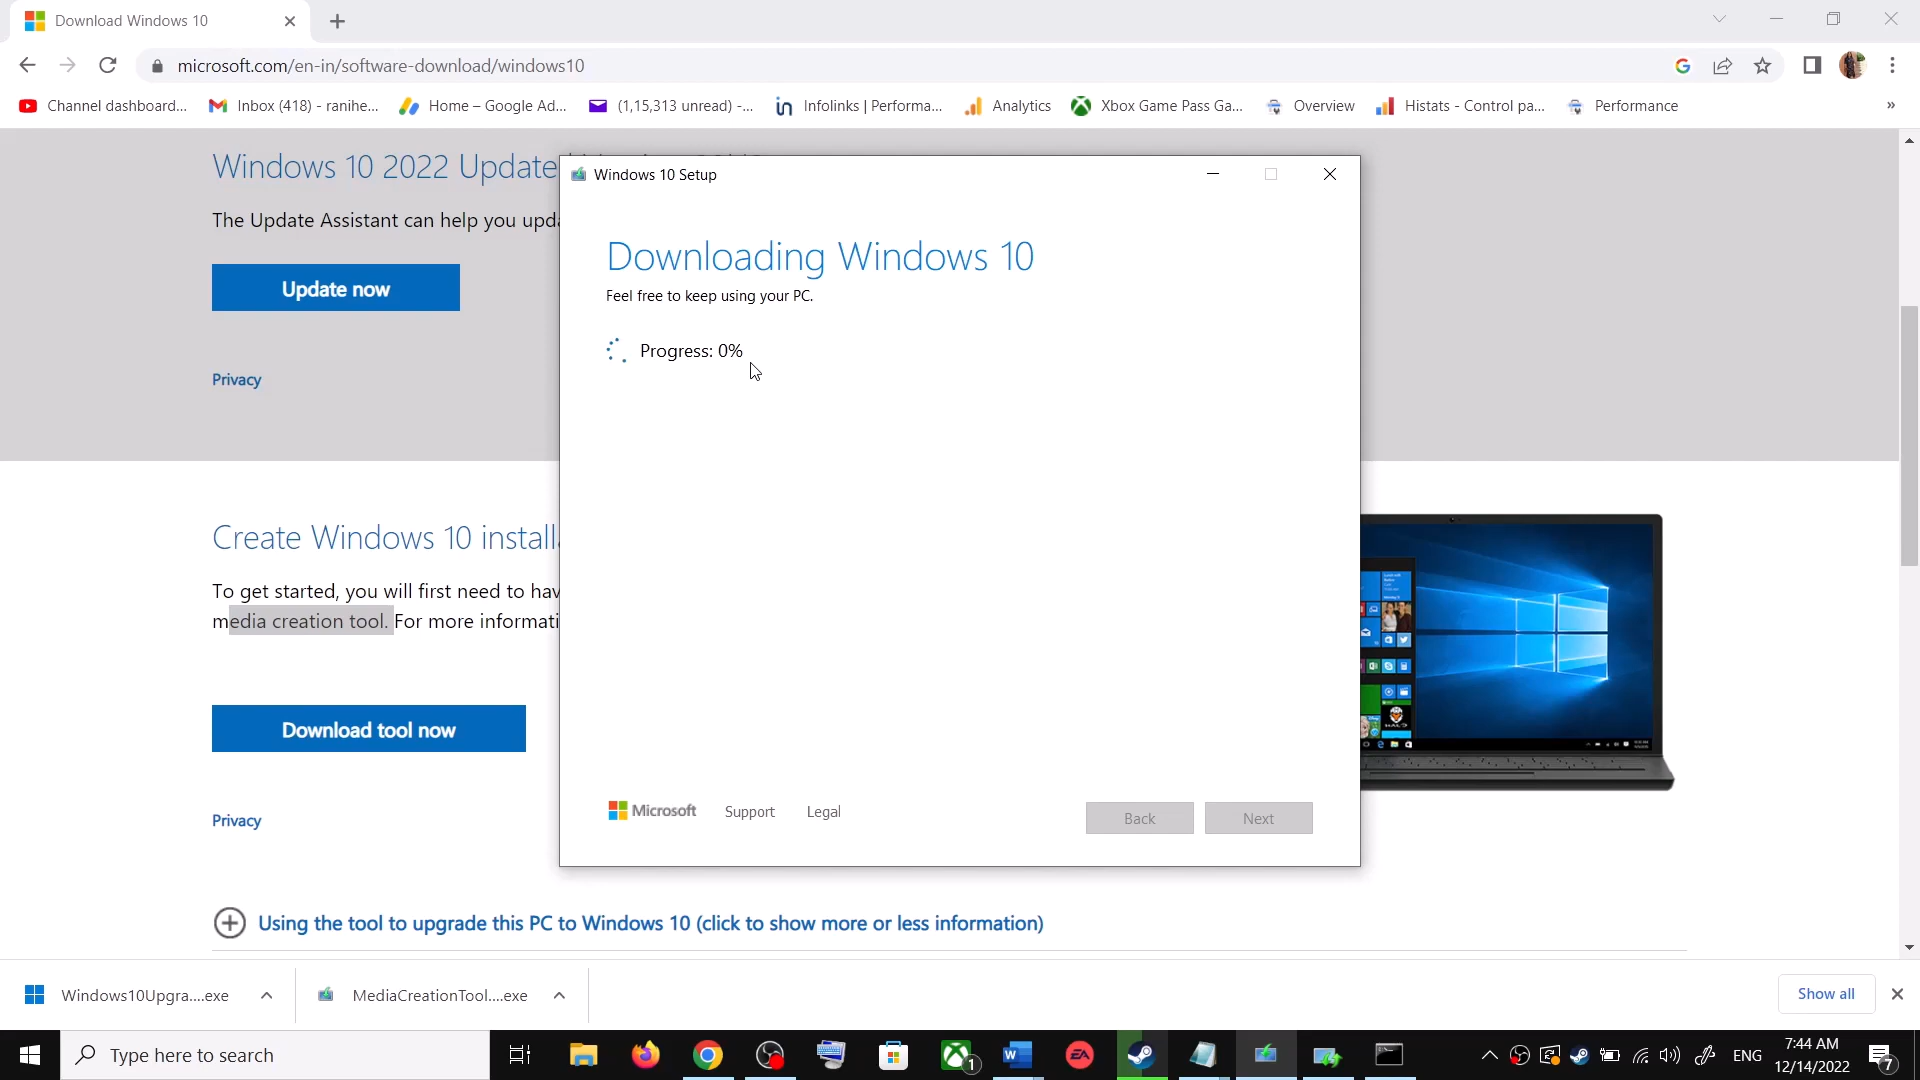 Download Windows 10
microsoft.com/en-in/software-download/windows10
Channel dashboard...
Inbox (418) - ranihe...
Home – Google Ad...
(1,15,313 unread) -...
Infolinks | Performa...
Analytics
Xbox Game Pass Ga...
Overview
Histats - Control pa...
Performance
»
Windows 10 2022 Update
The Update Assistant can help you upda
Update now
Privacy
Windows 10 Setup
Downloading Windows 10
Feel free to keep using your PC.
Progress: 0%
Microsoft
Support
Legal
Back
Next
Create Windows 10 installa
To get started, you will first need to hav
media creation tool. For more informati
Download tool now
Privacy
Using the tool to upgrade this PC to Windows 10 (click to show more or less information)
Windows10Upgra....exe
MediaCreationTool....exe
Show all
Type here to search
1
ENG
7:44 AM
12/14/2022
7